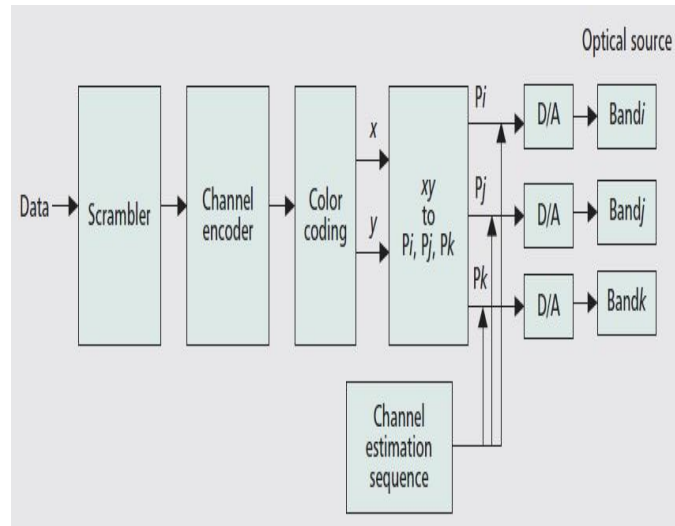 Optical source
Data
Scrambler
Channel
encoder
Color
coding
x
y
xy
to
Pi, Pj, Pk
Pi
D/A
Bandi
Pj
D/A
Bandj
Pk
D/A
Bandk
Channel
estimation
sequence